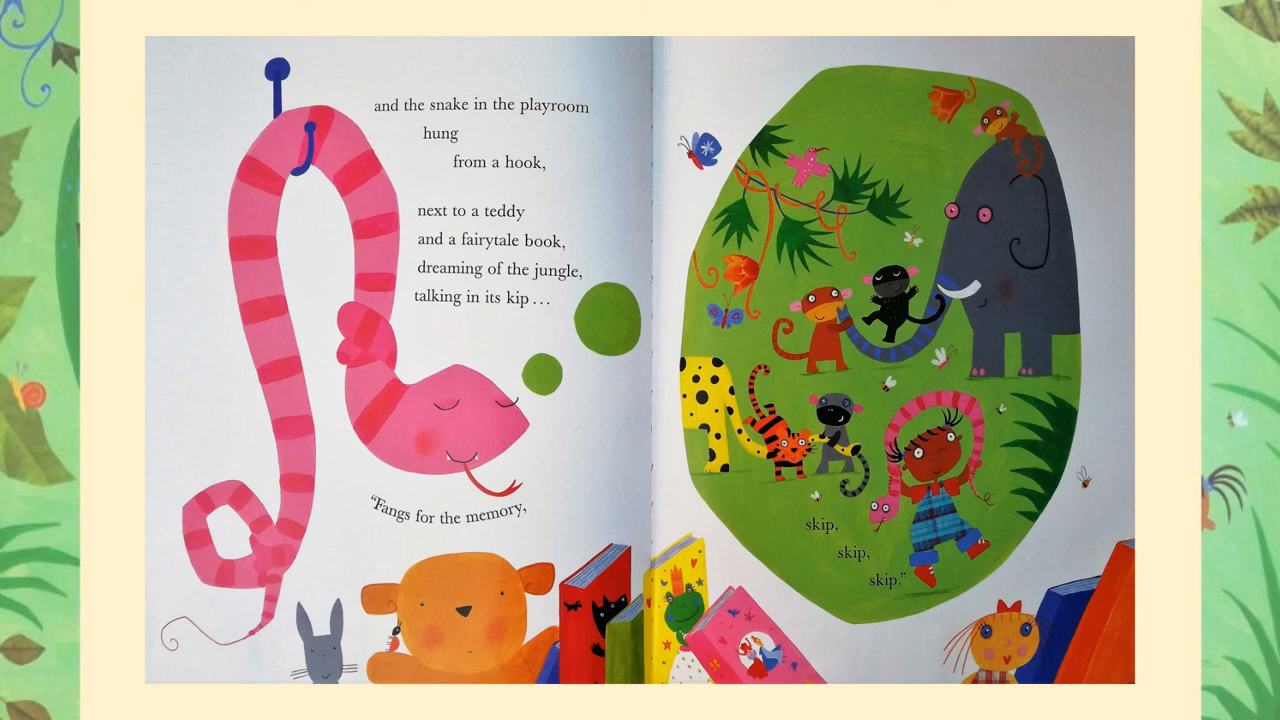 and the snake in the playroom
hung
from a hook,
next to a teddy
and a fairytale book,
dreaming of the jungle,
talking in its kip...
"Fangs for the memory,
skip,
skip,
skip."